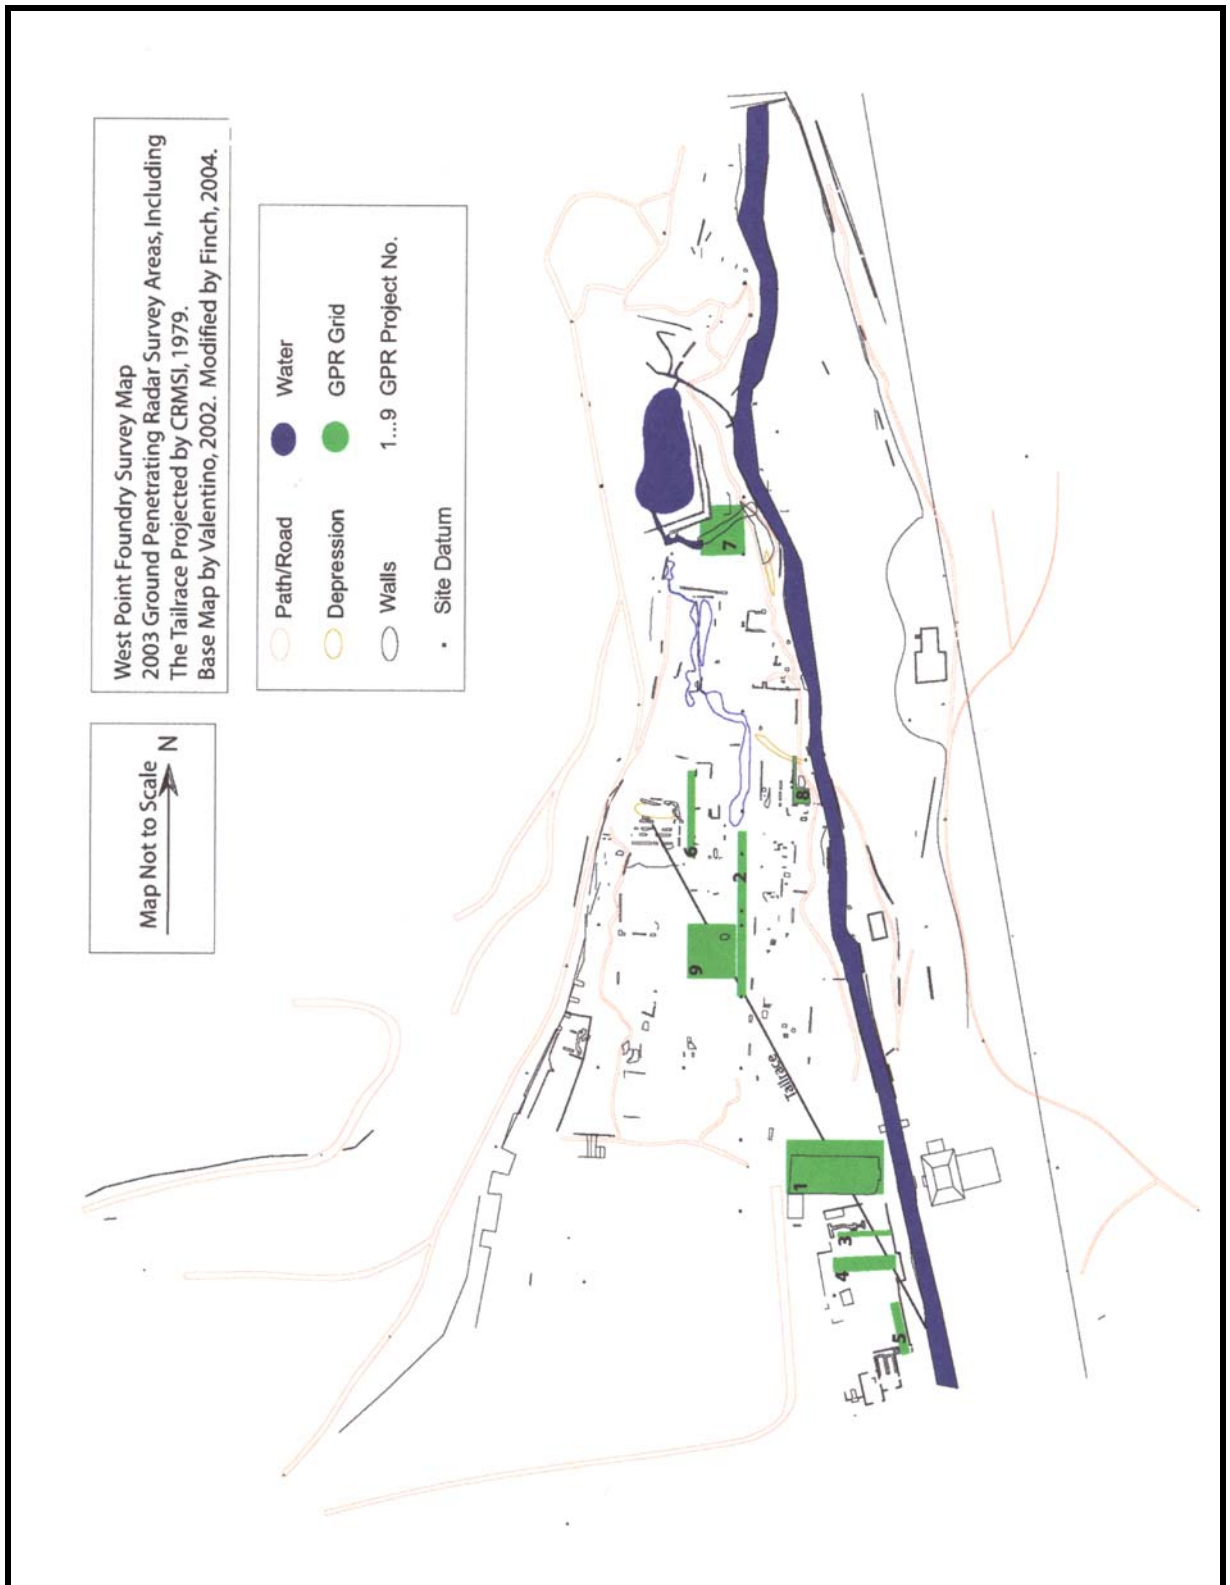 West Point Foundry Survey Map
2003 Ground Penetrating Radar Survey Areas, Including
The Tailrace Projected by CRMSI, 1979.
Base Map by Valentino, 2002. Modified by Finch, 2004.
Map Not to Scale
N
Path/Road
Water
Depression
GPR Grid
Walls
1...9 GPR Project No.
Site Datum
7
8
6
2
9
Tailrace
1
3
4
5